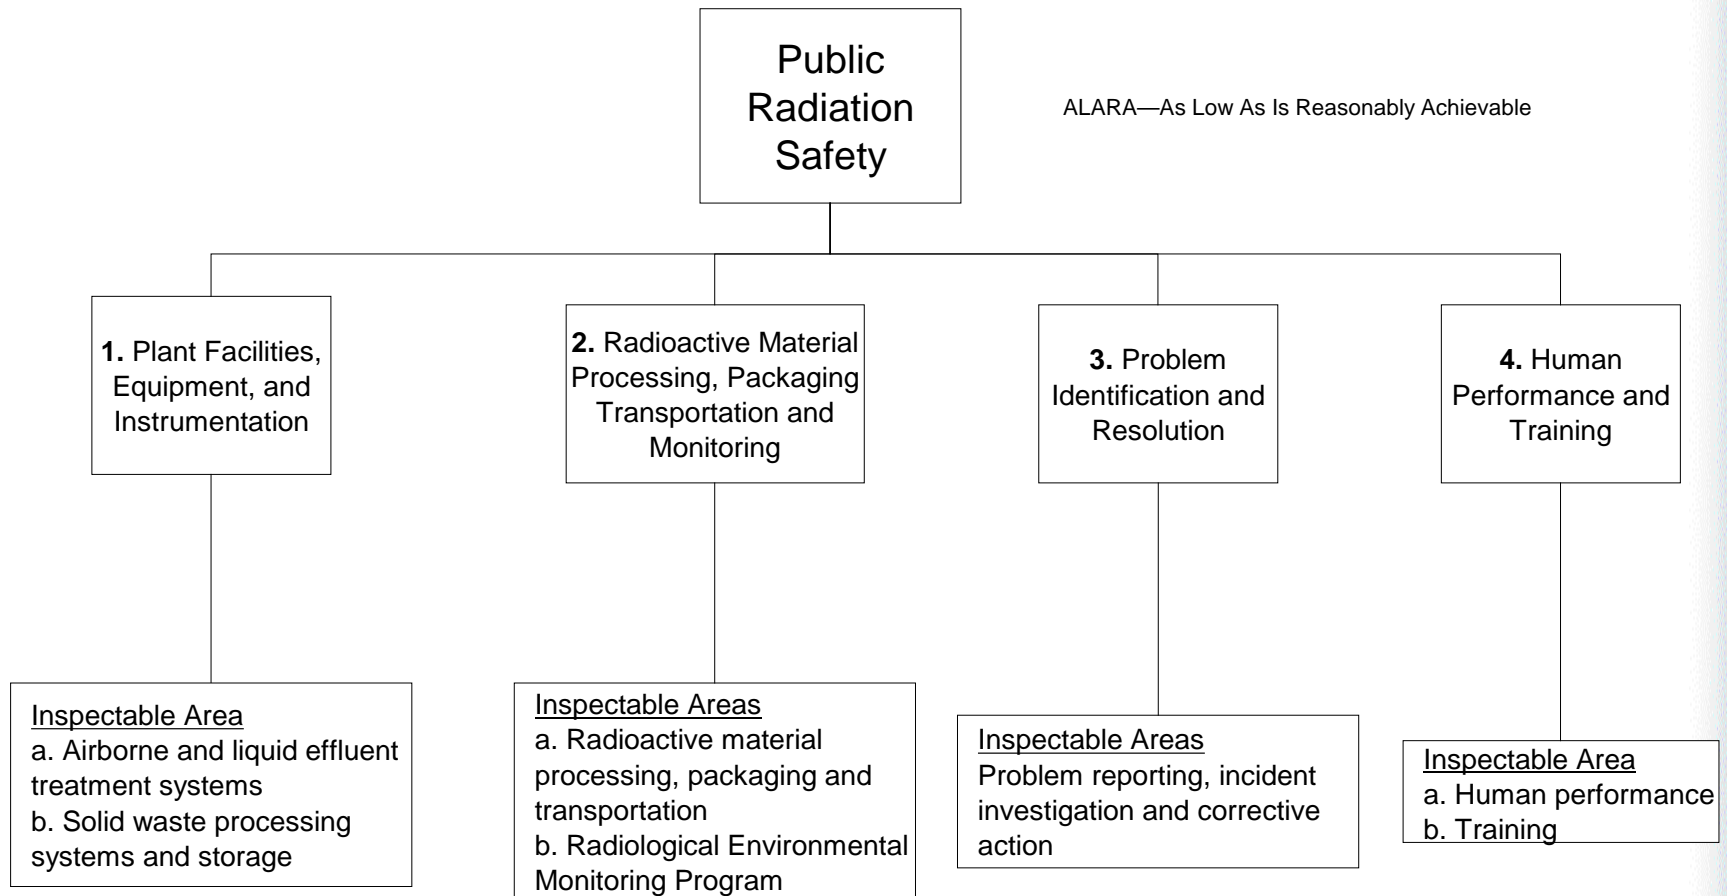 Public
Radiation
Safety
ALARA—As Low As Is Reasonably Achievable
1. Plant Facilities,
Equipment, and
Instrumentation
2. Radioactive Material
Processing, Packaging
Transportation and
Monitoring
3. Problem
Identification and
Resolution
4. Human
Performance and
Training
Inspectable Area
a. Airborne and liquid effluent
treatment systems
b. Solid waste processing
systems and storage
Inspectable Areas
a. Radioactive material
processing, packaging and
transportation
b. Radiological Environmental
Monitoring Program
Inspectable Areas
Problem reporting, incident
investigation and corrective
action
Inspectable Area
a. Human performance
b. Training